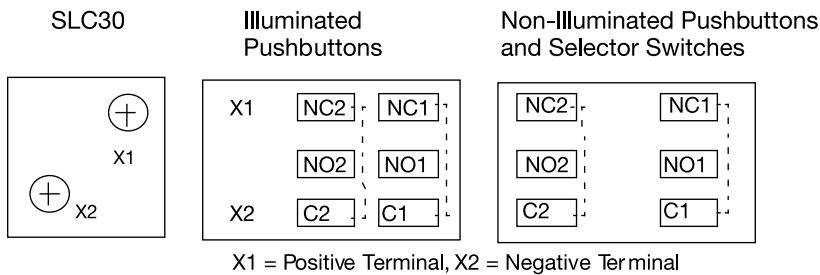 SLC30
Illuminated
Pushbuttons
Non-Illuminated Pushbuttons
and Selector Switches
X1
X2
X1 NC2 NC1
NO2 NO1
X2 C2 C1
NC2 NC1
NO2 NO1
C2 C1
X1 = Positive Terminal, X2 = Negative Terminal